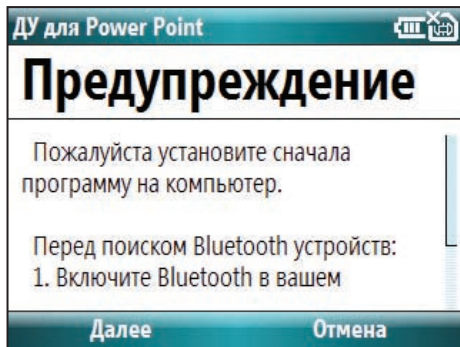 ДУ для Power Point
Предупреждение
Пожалуйста установите сначала
программу на компьютер.
Перед поиском Bluetooth устройств:
1. Включите Bluetooth в вашем
Далее Отмена